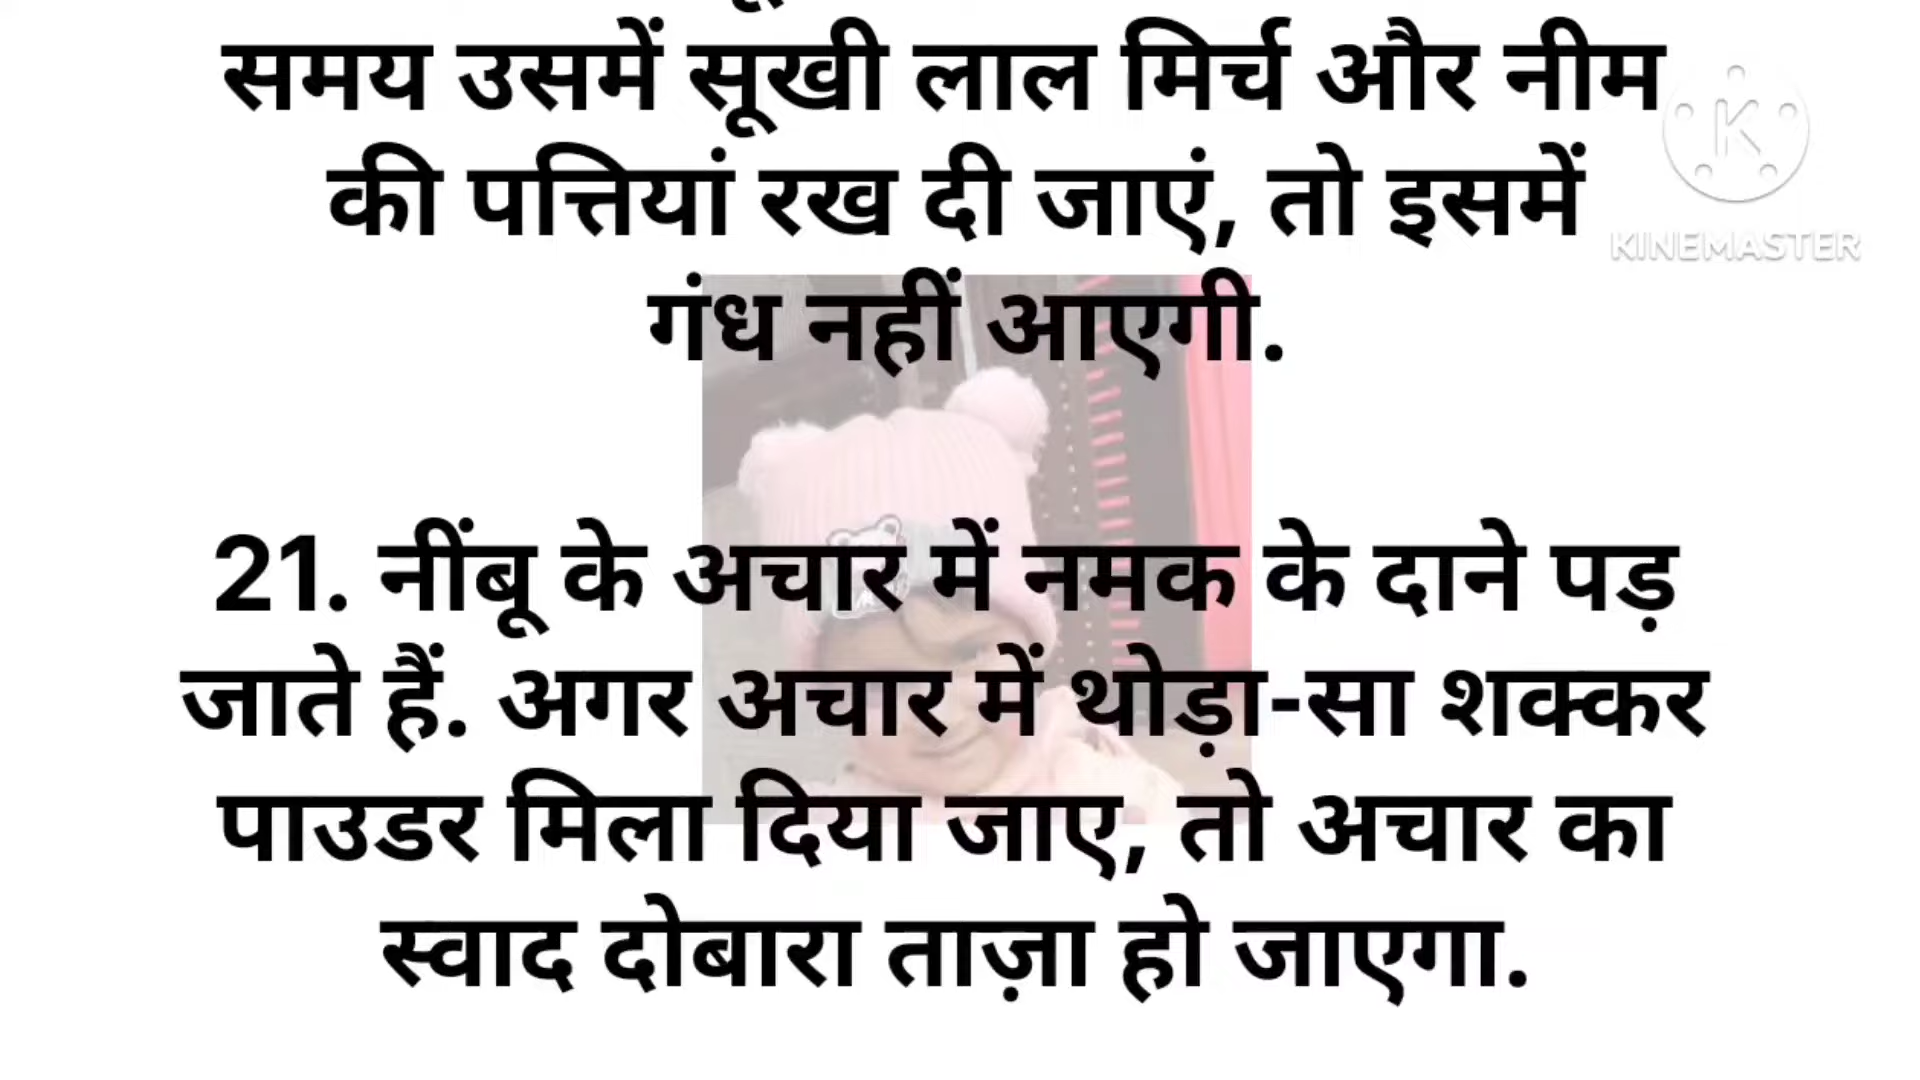 समय उसमें सूखी लाल मिर्च और नीम
की पत्तियां रख दी जाएं, तो इसमें
गंध नहीं आएगी.
K
KINEMASTER
21. नींबू के अचार में नमक के दाने पड़
जाते हैं. अगर अचार में थोड़ा-सा शक्कर
पाउडर मिला दिया जाए, तो अचार का
स्वाद दोबारा ताज़ा हो जाएगा.